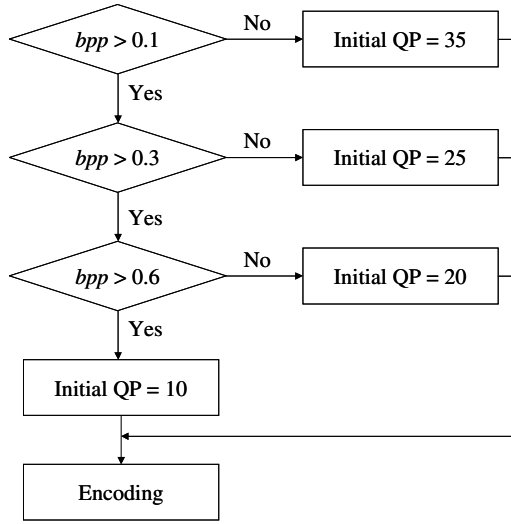 bpp > 0.1
No
Initial QP = 35
Yes
bpp > 0.3
No
Initial QP = 25
Yes
bpp > 0.6
No
Initial QP = 20
Yes
Initial QP = 10
Encoding